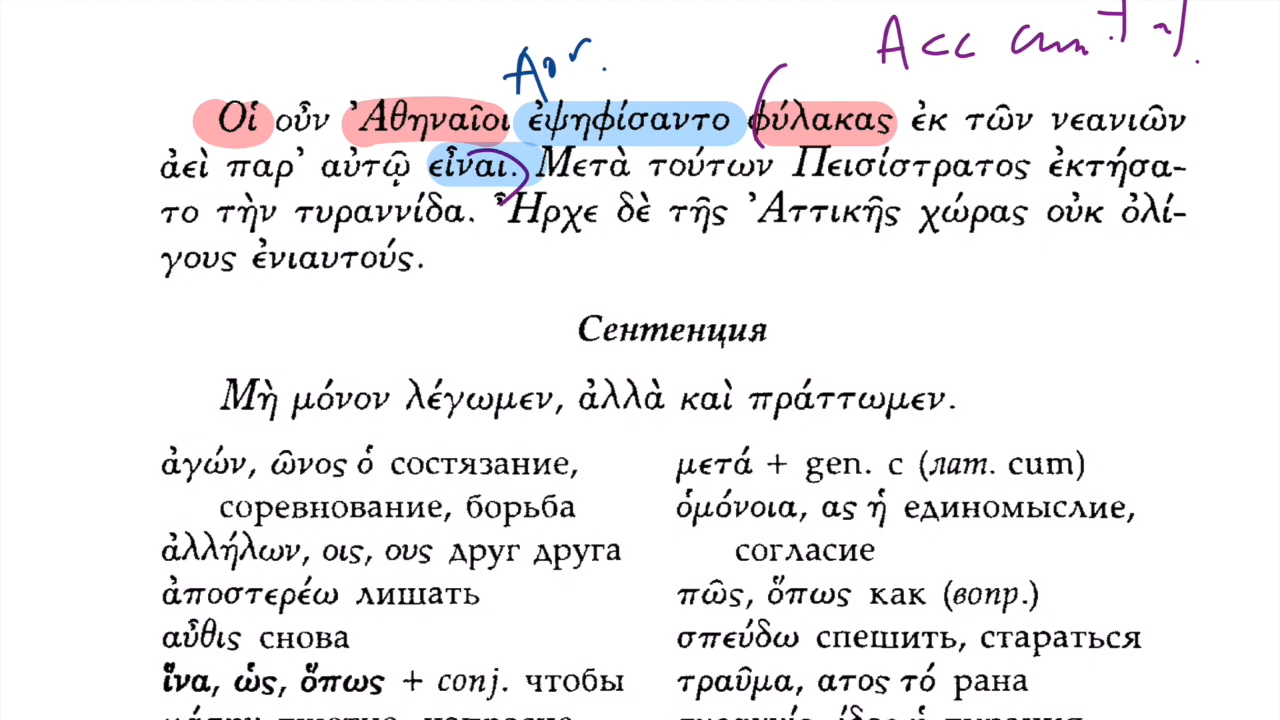 Acc cum inf.
Aor.
Οἱ οὖν Ἀθηναῖοι ἐψηφίσαντο φύλακας ἐκ τῶν νεανιῶν
ἀεὶ παρ’ αὐτῷ εἶναι. Μετὰ τούτων Πεισίστρατος ἐκτήσα-
το τὴν τυραννίδα. Ἦρχε δὲ τῆς Ἀττικῆς χώρας οὐκ ὀλί-
γους ἐνιαυτούς.
Сентенция
Μὴ μόνον λέγωμεν, ἀλλὰ καὶ πράττωμεν.
ἀγών, ῶνος ὁ состязание,
соревнование, борьба
ἀλλήλων, οις, ους друг друга
ἀποστερέω лишать
αὖθις снова
ἵνα, ὡς, ὅπως + conj. чтобы
μετά + gen. с (лат. cum)
ὁμόνοια, ας ἡ единомыслие,
согласие
πῶς, ὅπως как (вопр.)
σπεύδω спешить, стараться
τραῦμα, ατος τό рана